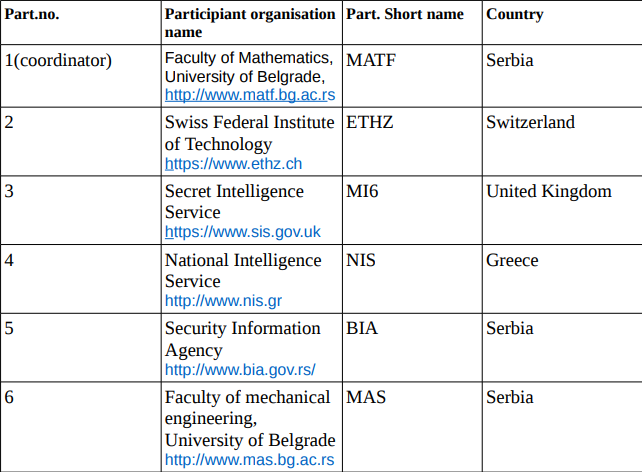 Part.no. Participiant organisation Part. Short name Country
name
1(coordinator) Faculty of Mathematics, MATF Serbia
University of Belgrade,
http://www.matf.bg.ac.rs
2 Swiss Federal Institute ETHZ Switzerland
of Technology
https://www.ethz.ch
3 Secret Intelligence MI6 United Kingdom
Service
https://www.sis.gov.uk
4 National Intelligence NIS Greece
Service
http://www.nis.gr
5 Security Information BIA Serbia
Agency
http://www.bia.gov.rs/
6 Faculty of mechanical MAS Serbia
engineering,
University of Belgrade
http://www.mas.bg.ac.rs